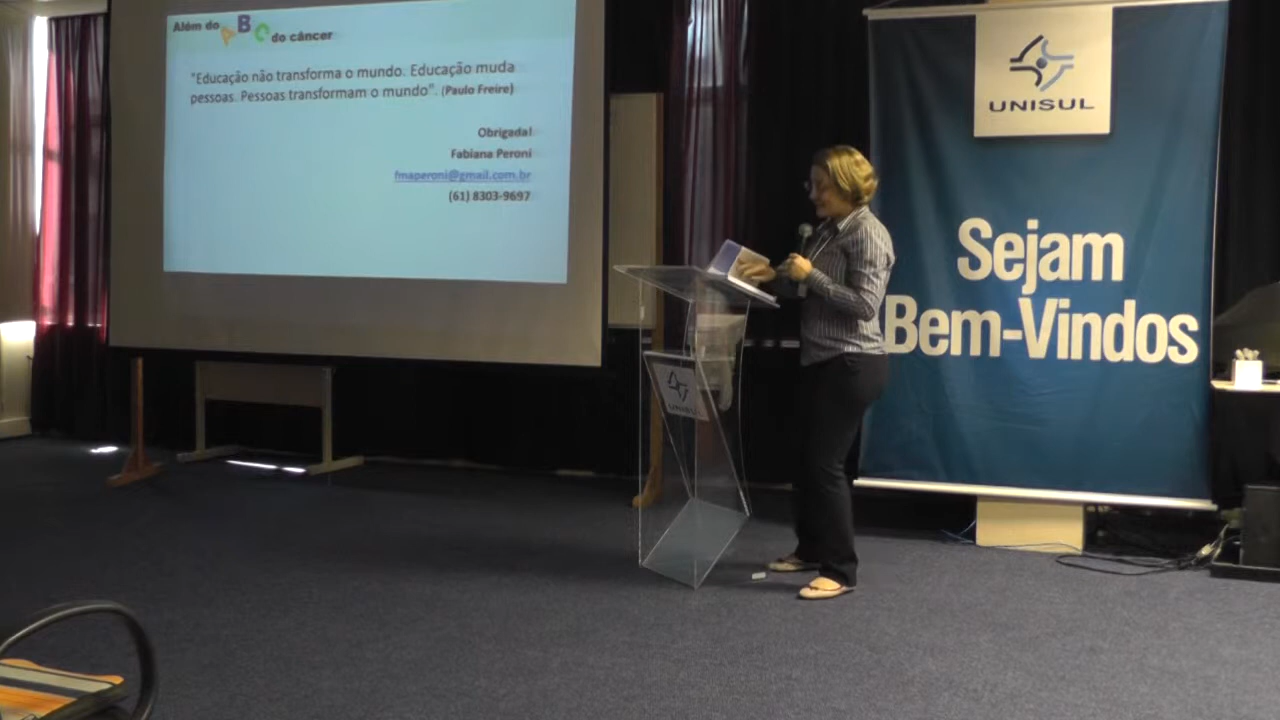 Além do ABC do câncer
"Educação não transforma o mundo. Educação muda
pessoas. Pessoas transformam o mundo". (Paulo Freire)
Obrigada!
Fabiana Peroni
fmaperoni@gmail.com.br
(61) 8303-9697
UNISUL
Sejam
Bem-Vindos
UNISUL